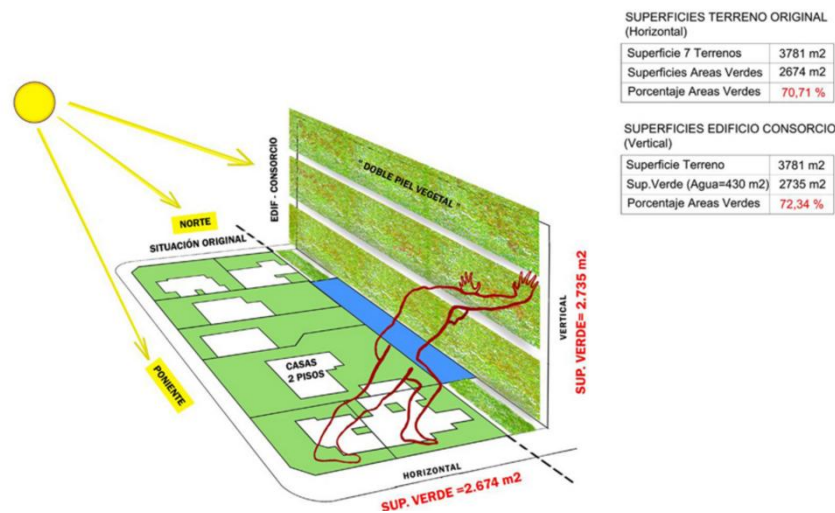 SUPERFICIES TERRENO ORIGINAL
(Horizontal)
Superficie 7 Terrenos 3781 m2
Superficies Areas Verdes 2674 m2
Porcentaje Areas Verdes 70,71 %
SUPERFICIES EDIFICIO CONSORCIO
(Vertical)
Superficie Terreno 3781 m2
Sup.Verde (Agua=430 m2) 2735 m2
Porcentaje Areas Verdes 72,34 %
EDIF - CONSORCIO
" DOBLE PIEL VEGETAL "
NORTE
SITUACIÓN ORIGINAL
PONIENTE
CASAS
2 PISOS
VERTICAL
SUP. VERDE= 2.735 m2
HORIZONTAL
SUP. VERDE =2.674 m2